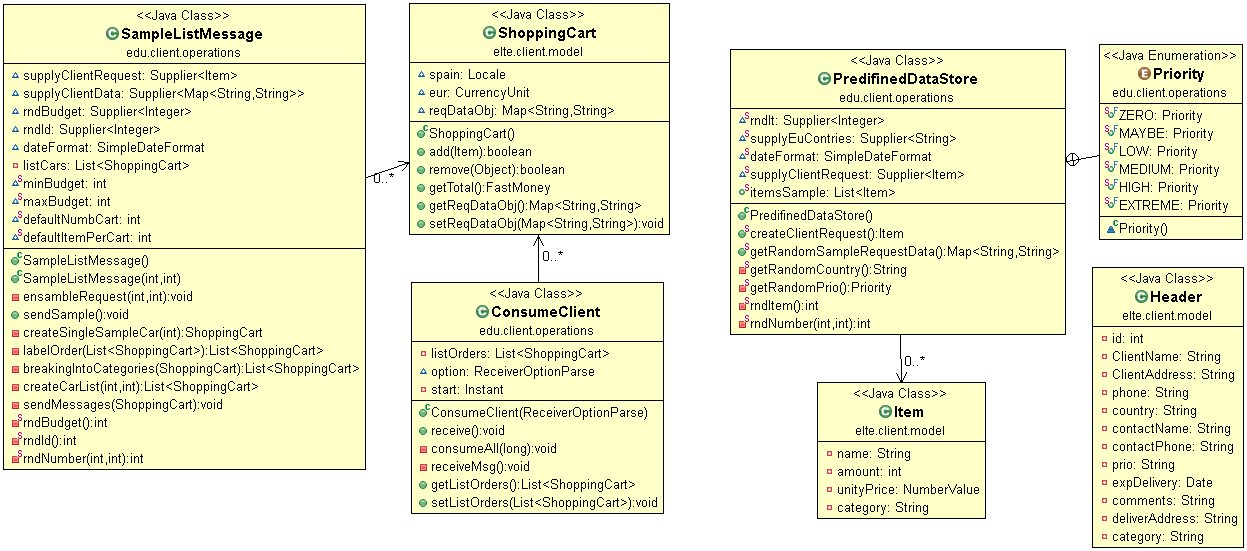 <<Java Class>>
SampleListMessage
edu.client.operations
supplyClientRequest: Supplier<Item>
supplyClientData: Supplier<Map<String,String>>
rndBudget: Supplier<Integer>
rndId: Supplier<Integer>
dateFormat: SimpleDateFormat
listCars: List<ShoppingCart>
minBudget: int
maxBudget: int
defaultNumbCart: int
defaultItemPerCart: int
SampleListMessage()
SampleListMessage(int,int)
ensambleRequest(int,int):void
sendSample():void
createSingleSampleCar(int):ShoppingCart
labelOrder(List<ShoppingCart>):List<ShoppingCart>
breakingIntoCategories(ShoppingCart):List<ShoppingCart>
createCarList(int,int):List<ShoppingCart>
sendMessages(ShoppingCart):void
rndBudget():int
rndId():int
rndNumber(int,int):int
0..*
<<Java Class>>
ShoppingCart
elte.client.model
spain: Locale
eur: CurrencyUnit
reqDataObj: Map<String,String>
ShoppingCart()
add(Item):boolean
remove(Object):boolean
getTotal():FastMoney
getReqDataObj():Map<String,String>
setReqDataObj(Map<String,String>):void
0..*
<<Java Class>>
ConsumeClient
edu.client.operations
listOrders: List<ShoppingCart>
option: ReceiverOptionParse
start: Instant
ConsumeClient(ReceiverOptionParse)
receive():void
consumeAll(long):void
receiveMsg():void
getListOrders():List<ShoppingCart>
setListOrders(List<ShoppingCart>):void
<<Java Class>>
PredifinedDataStore
edu.client.operations
rndIt: Supplier<Integer>
supplyEuContries: Supplier<String>
dateFormat: SimpleDateFormat
supplyClientRequest: Supplier<Item>
itemsSample: List<Item>
PredifinedDataStore()
createClientRequest():Item
getRandomSampleRequestData():Map<String,String>
getRandomCountry():String
getRandomPrio():Priority
rndItem():int
rndNumber(int,int):int
0..*
<<Java Class>>
Item
elte.client.model
name: String
amount: int
unityPrice: NumberValue
category: String
<<Java Enumeration>>
Priority
edu.client.operations
ZERO: Priority
MAYBE: Priority
LOW: Priority
MEDIUM: Priority
HIGH: Priority
EXTREME: Priority
Priority()
<<Java Class>>
Header
elte.client.model
id: int
ClientName: String
ClientAddress: String
phone: String
country: String
contactName: String
contactPhone: String
prio: String
expDelivery: Date
comments: String
deliverAddress: String
category: String